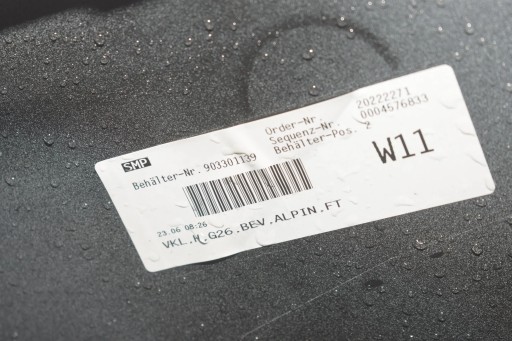 SMP
Order-Nr. 20222271
Sequenz-Nr. 0004576833
Behälter-Nr. 903301139 Behälter-Pos. 2
W11
23.06 08:26
VKL.H.G26.BEV.ALPIN.FT